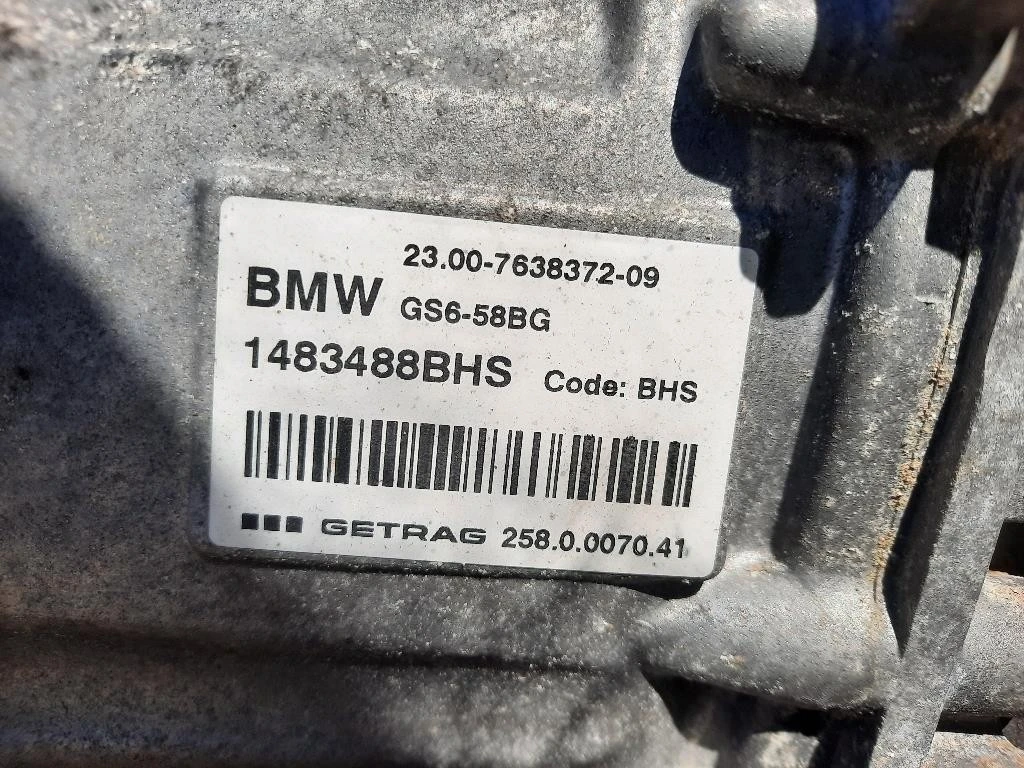 23.00-7638372-09
BMW GS6-58BG
1483488BHS Code: BHS
GETRAG 258.0.0070.41